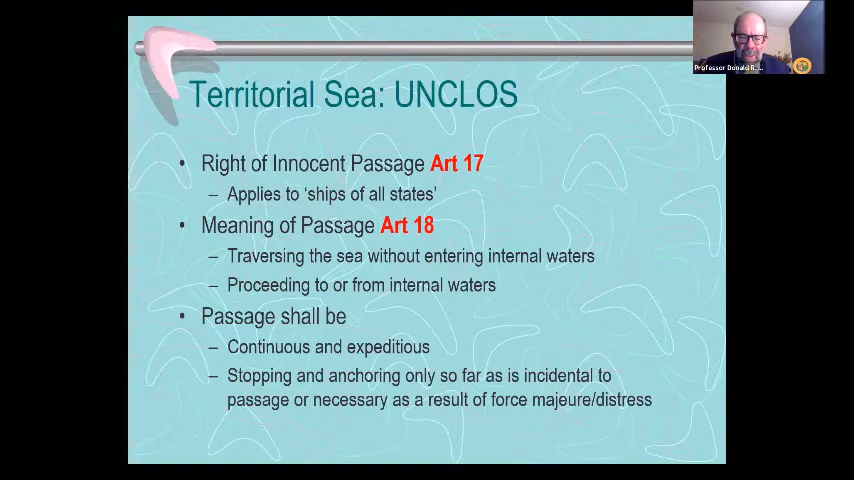 Professor Donald R. ...
Territorial Sea: UNCLOS
• Right of Innocent Passage Art 17
– Applies to ‘ships of all states’
• Meaning of Passage Art 18
– Traversing the sea without entering internal waters
– Proceeding to or from internal waters
• Passage shall be
– Continuous and expeditious
– Stopping and anchoring only so far as is incidental to
passage or necessary as a result of force majeure/distress